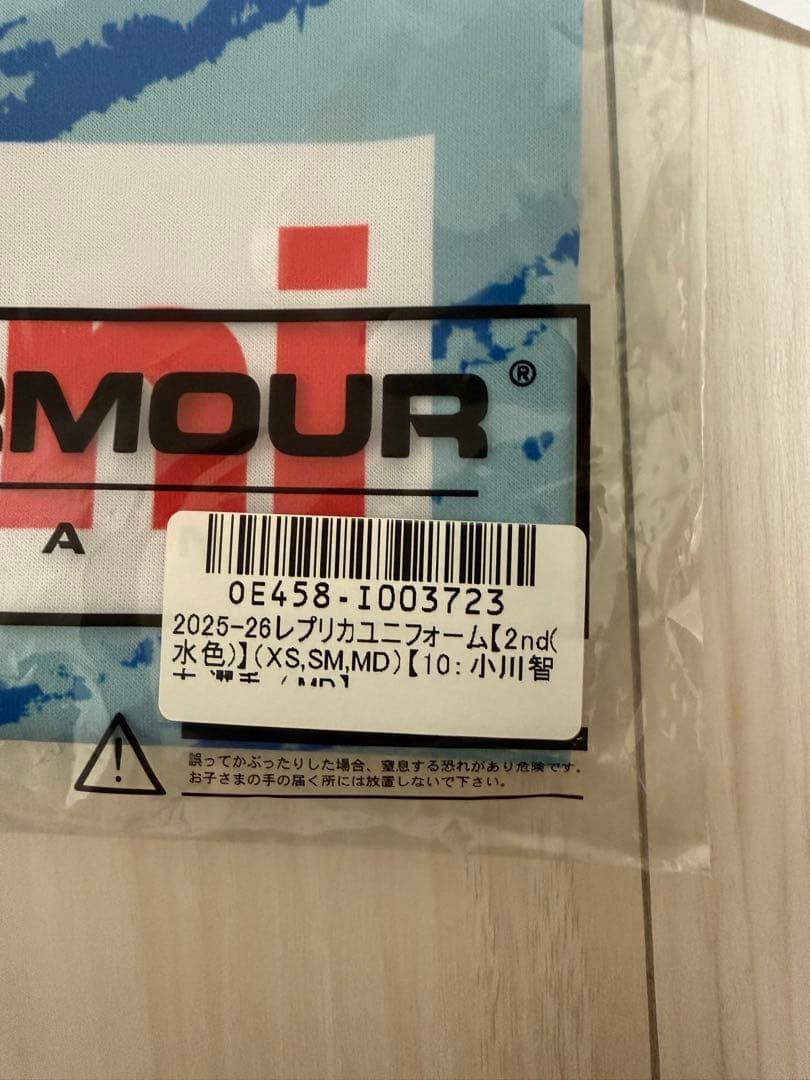 ni
RMOUR®
A
0E458-I003723
2025-26レプリカユニフォーム【2nd(
水色)】(XS,SM,MD)【10:小川智
誤ってかぶったりした場合、窒息する恐れがあり危険です。
お子さまの手の届く所には放置しないで下さい。